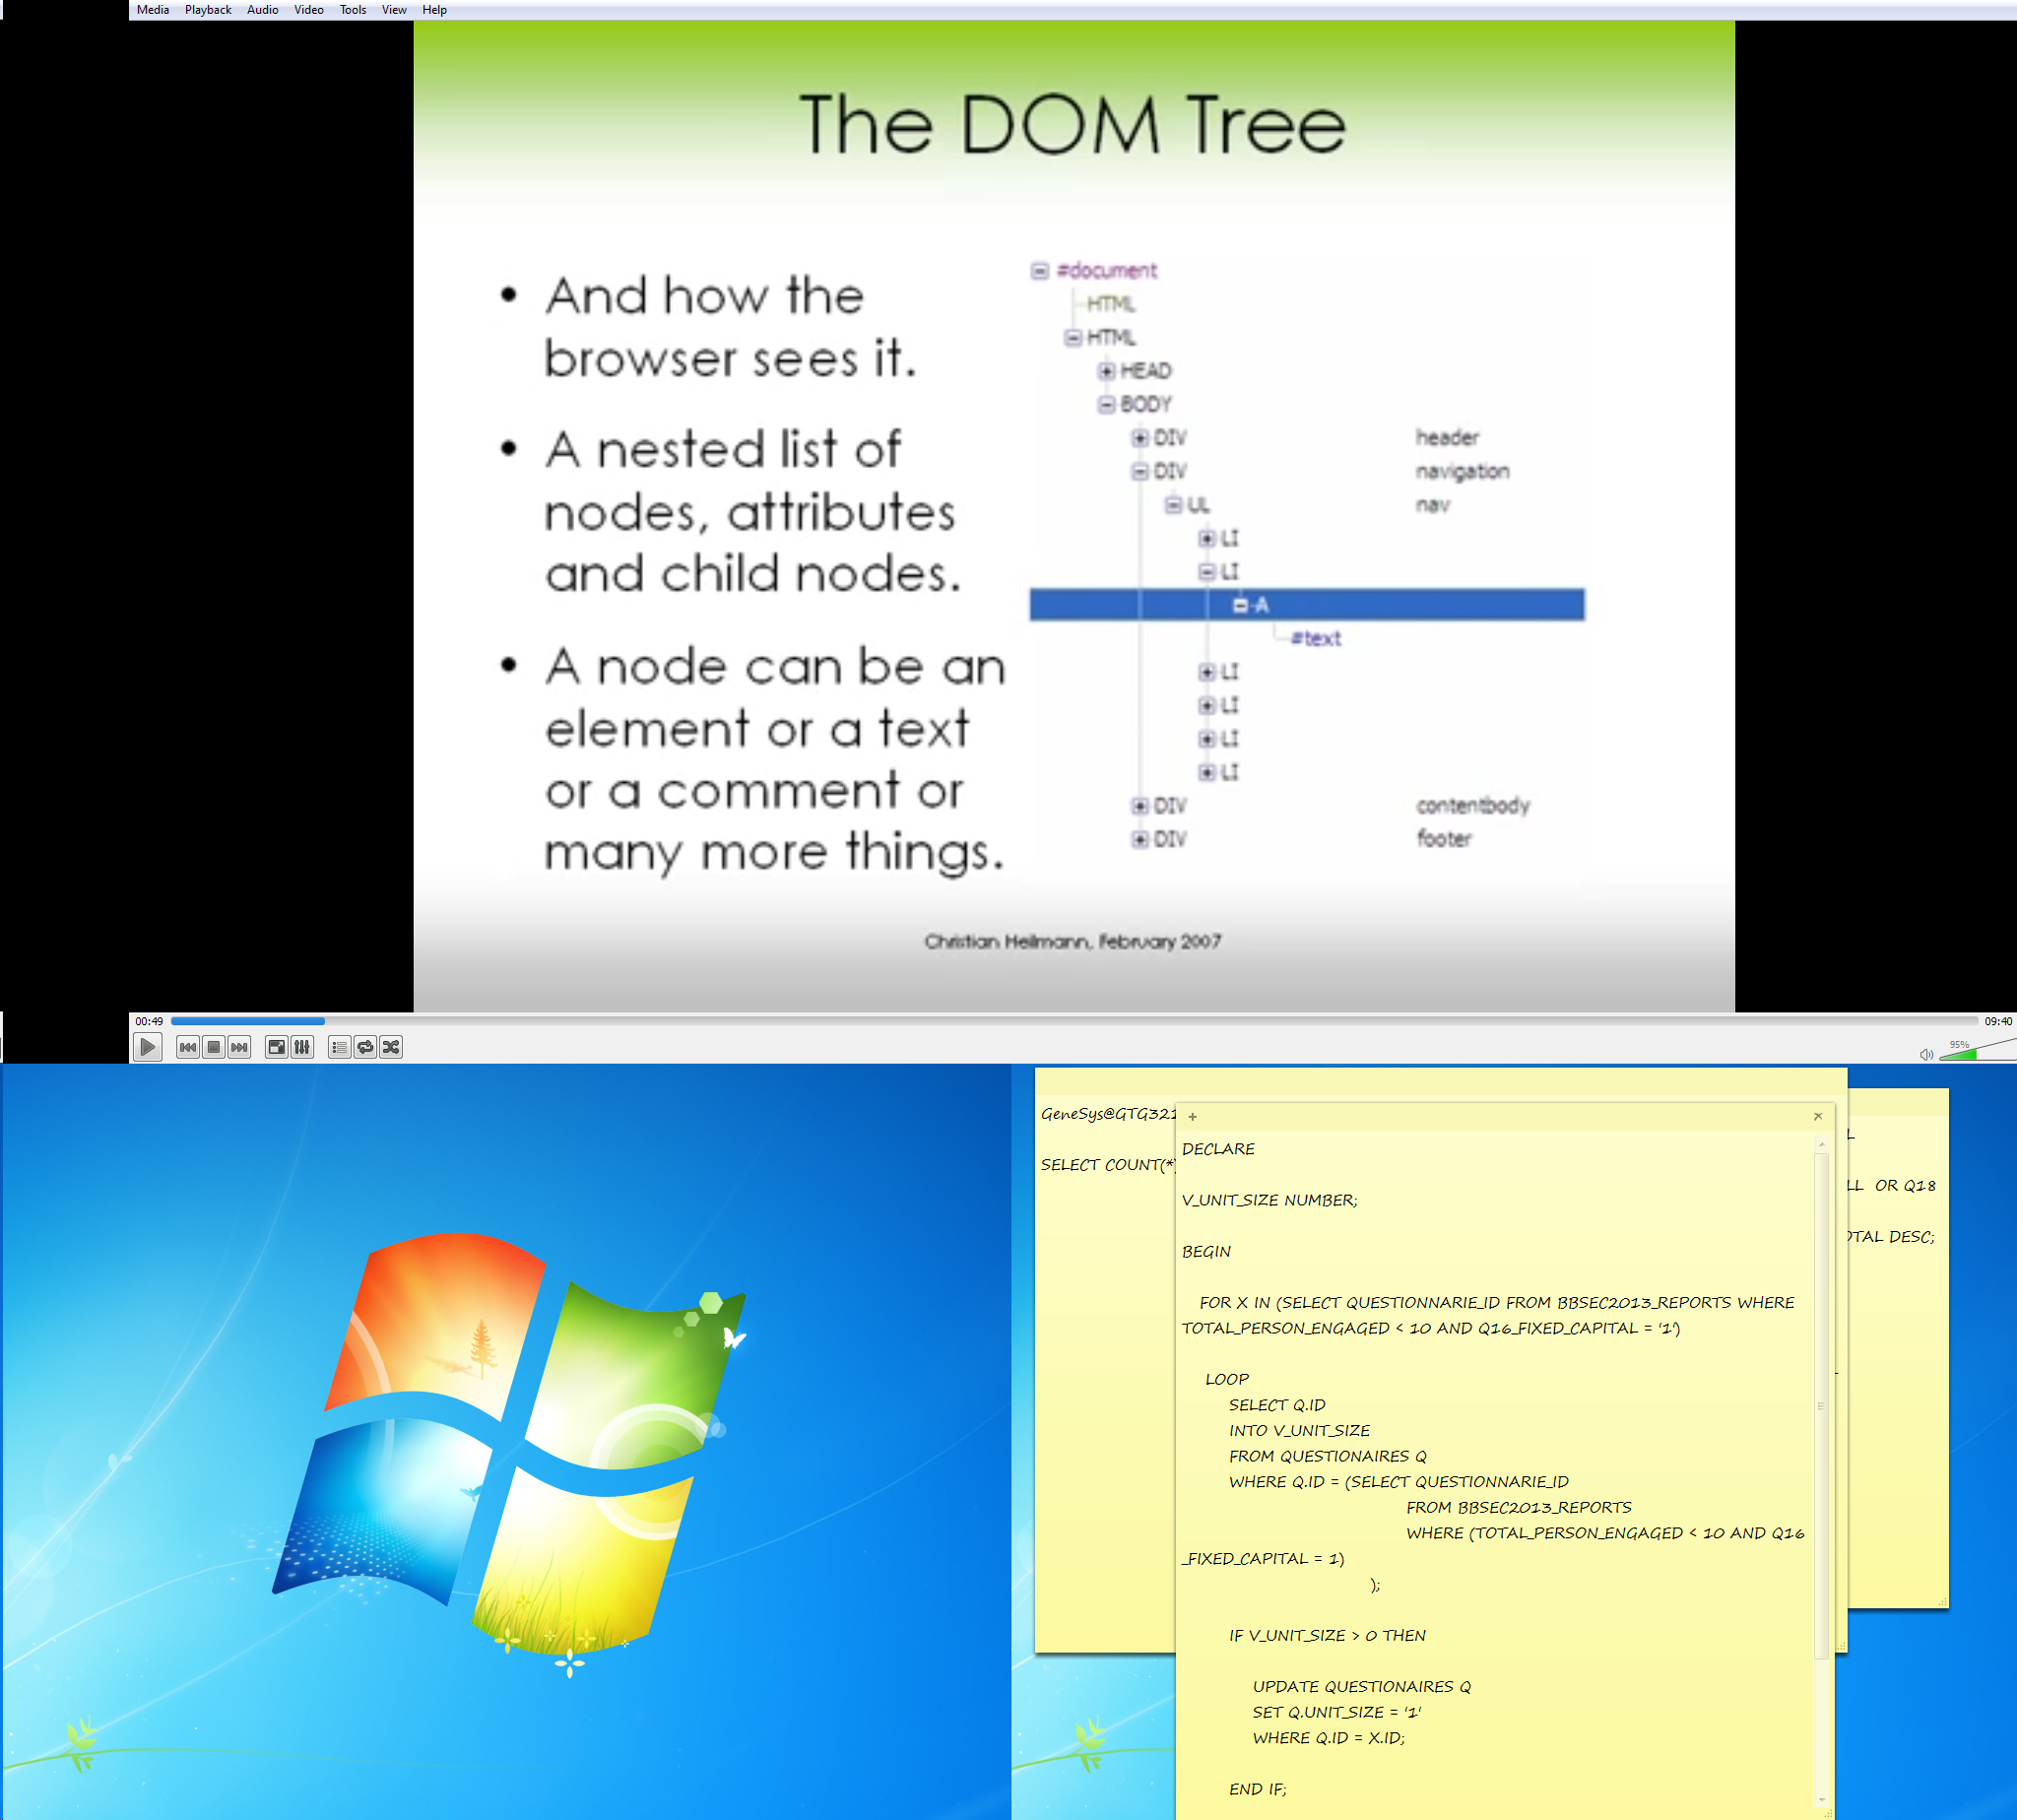 Media Playback Audio Video Tools View Help
The DOM Tree
• And how the
browser sees it.
• A nested list of
nodes, attributes
and child nodes.
• A node can be an
element or a text
or a comment or
many more things.
#document
HTML
HTML
HEAD
BODY
DIV header
DIV navigation
UL nav
LI
LI
A
#text
LI
LI
LI
LI
DIV contentbody
DIV footer
Christian Heilmann, February 2007
00:49 09:40
95%
GeneSys@GTG321
SELECT COUNT(*)
DECLARE
V_UNIT_SIZE NUMBER;
BEGIN
FOR X IN (SELECT QUESTIONNARIE_ID FROM BBSEC2013_REPORTS WHERE
TOTAL_PERSON_ENGAGED < 10 AND Q16_FIXED_CAPITAL = '1')
LOOP
SELECT Q.ID
INTO V_UNIT_SIZE
FROM QUESTIONAIRES Q
WHERE Q.ID = (SELECT QUESTIONNARIE_ID
FROM BBSEC2013_REPORTS
WHERE (TOTAL_PERSON_ENGAGED < 10 AND Q16
_FIXED_CAPITAL = 1)
);
IF V_UNIT_SIZE > 0 THEN
UPDATE QUESTIONAIRES Q
SET Q.UNIT_SIZE = '1'
WHERE Q.ID = X.ID;
END IF;
OR Q18
DESC;